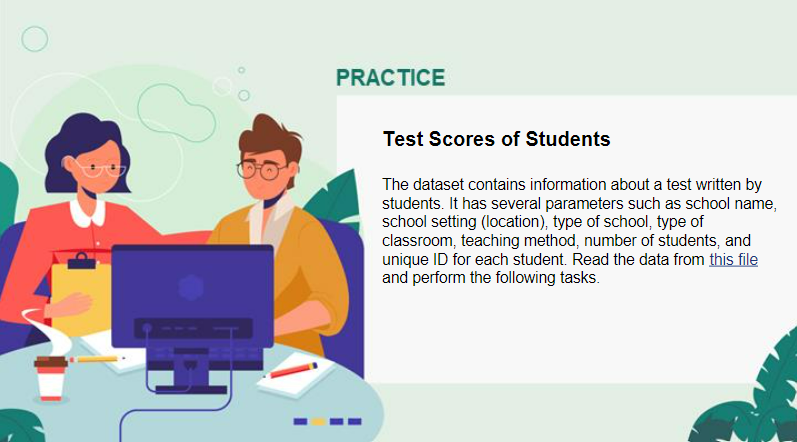 PRACTICE
Test Scores of Students
The dataset contains information about a test written by
students. It has several parameters such as school name,
school setting (location), type of school, type of
classroom, teaching method, number of students, and
unique ID for each student. Read the data from this file
and perform the following tasks.